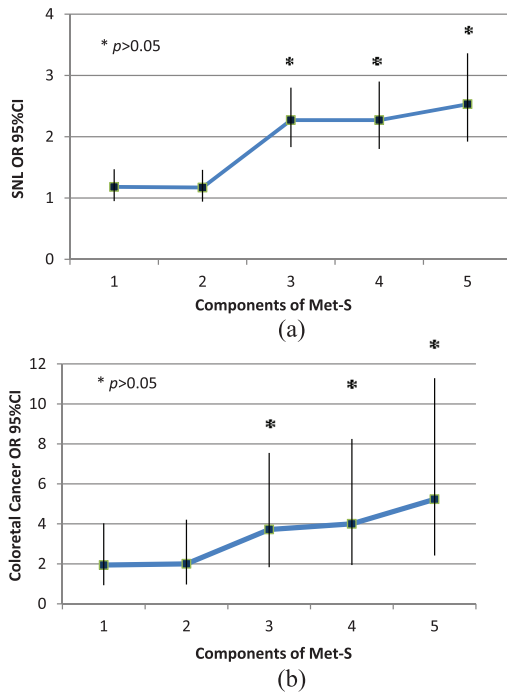 4
* p>0.05
* * *
3
2
1
0
SNL OR 95%CI
1 2 3 4 5
Components of Met-S
(a)
12
* p>0.05
* * *
10
8
6
4
2
0
Coloretal Cancer OR 95%CI
1 2 3 4 5
Components of Met-S
(b)